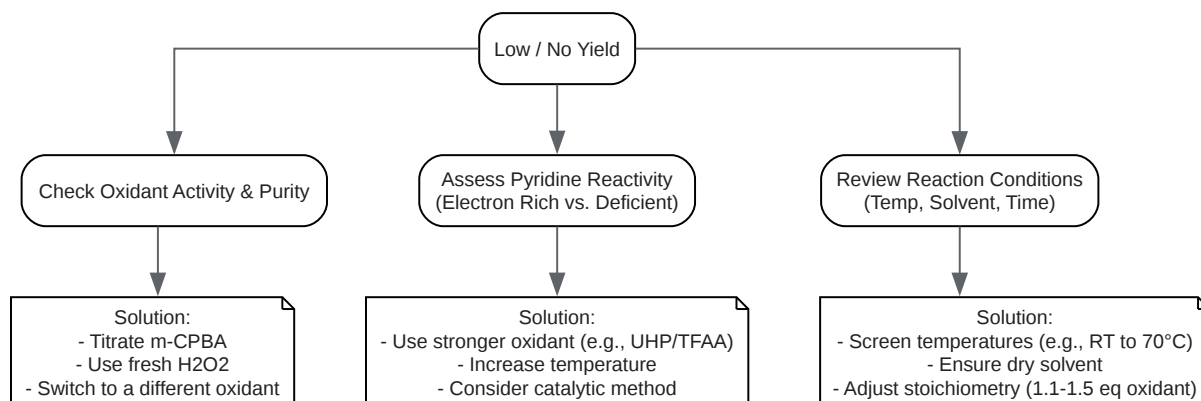 Low / No Yield
Check Oxidant Activity & Purity
Assess Pyridine Reactivity
(Electron Rich vs. Deficient)
Review Reaction Conditions
(Temp, Solvent, Time)
Solution:
- Titrate m-CPBA
- Use fresh H2O2
- Switch to a different oxidant
Solution:
- Use stronger oxidant (e.g., UHP/TFAA)
- Increase temperature
- Consider catalytic method
Solution:
- Screen temperatures (e.g., RT to 70°C)
- Ensure dry solvent
- Adjust stoichiometry (1.1-1.5 eq oxidant)